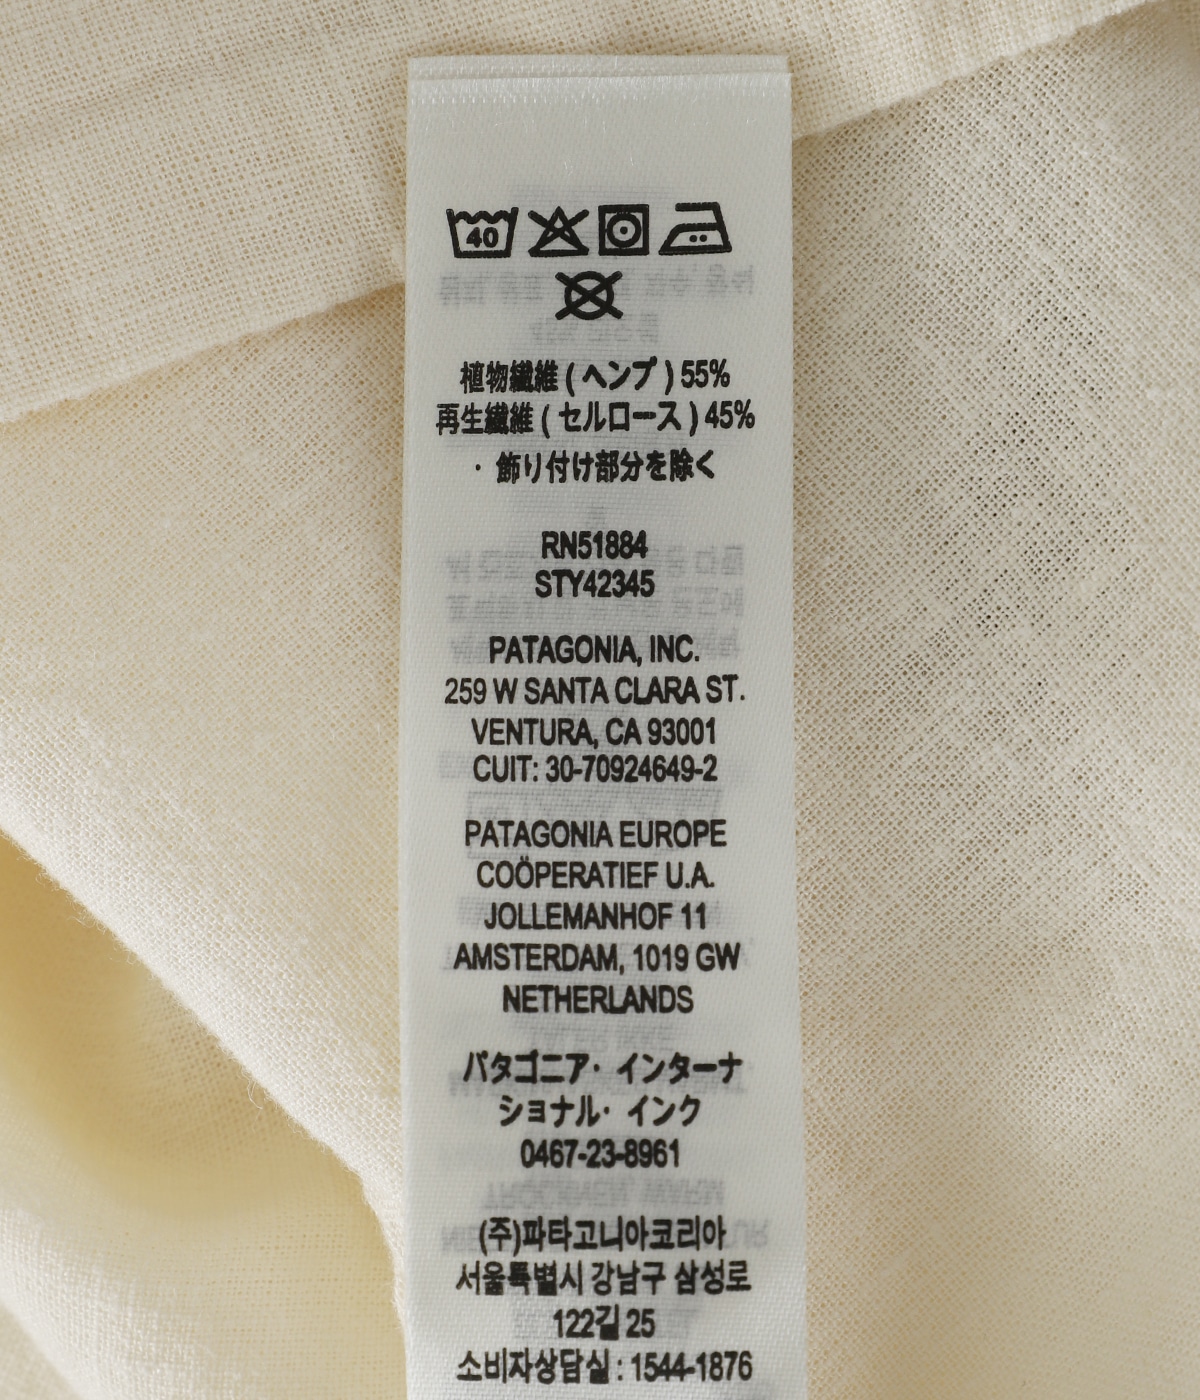 40
植物繊維 ( ヘンプ ) 55%
再生繊維 ( セルロース ) 45%
· 飾り付け部分を除く
RN51884
STY42345
PATAGONIA, INC.
259 W SANTA CLARA ST.
VENTURA, CA 93001
CUIT: 30-70924649-2
PATAGONIA EUROPE
COÖPERATIEF U.A.
JOLLEMANHOF 11
AMSTERDAM, 1019 GW
NETHERLANDS
パタゴニア· インターナ
ショナル· インク
0467-23-8961
(주)파타고니아코리아
서울특별시 강남구 삼성로
122길 25
소비자상담실 : 1544-1876